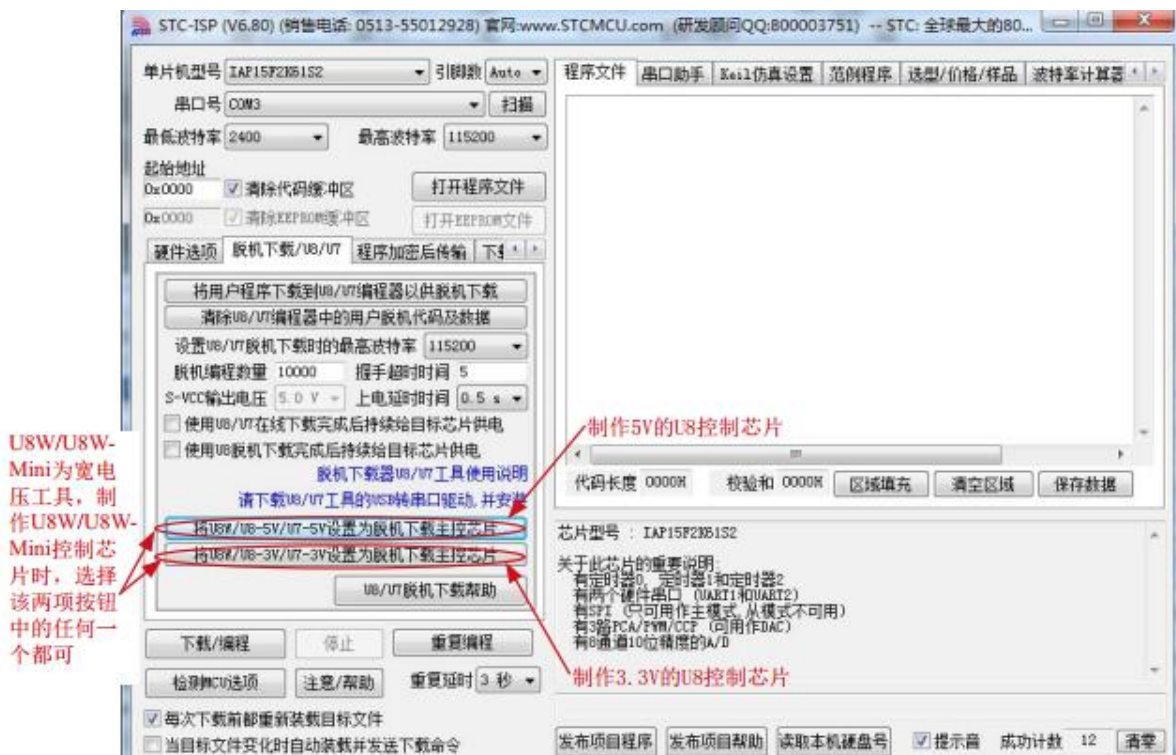 STC-ISP (V6.80) (销售电话: 0513-55012928) 官网:www.STCMCU.com (研发顾问QQ:800003751) -- STC: 全球最大的80...
单片机型号 IAP15F2K61S2 引脚数 Auto
串口号 COM3 扫描
最低波特率 2400 最高波特率 115200
起始地址
0x0000 清除代码缓冲区 打开程序文件
0x0000 清除EEPROM缓冲区 打开EEPROM文件
硬件选项 脱机下载/U8/U7 程序加密后传输
将用户程序下载到U8/U7编程器以供脱机下载
清除U8/U7编程器中的用户脱机代码及数据
设置U8/U7脱机下载时的最高波特率 115200
脱机编程数量 10000 握手超时时间 5
S-VCC输出电压 5.0 V 上电延时时间 0.5 s
使用U8/U7在线下载完成后持续给目标芯片供电
使用U8脱机下载完成后持续给目标芯片供电
脱机下载器U8/U7工具使用说明
请下载U8/U7工具的USB转串口驱动,并安装
将U8W/U8-5V/U7-5V设置为脱机下载主控芯片
将U8W/U8-3V/U7-3V设置为脱机下载主控芯片
U8/U7脱机下载帮助
下载/编程 停止 重复编程
检测MCU选项 注意/帮助 重复延时 3 秒
每次下载前都重新装载目标文件
当目标文件变化时自动装载并发送下载命令
U8W/U8W-
Mini为宽电
压工具，制
作U8W/U8W-
Mini控制芯
片时，选择
该两项按钮
中的任何一
个都可
程序文件 串口助手 Keil仿真设置 范例程序 选型/价格/样品 波特率计算器
制作5V的U8控制芯片
代码长度 0000H 校验和 0000H 区域填充 清空区域 保存数据
芯片型号 : IAP15F2K61S2
关于此芯片的重要说明:
有定时器0、定时器1和定时器2
有两个硬件串口 (UART1和UART2)
有SPI (只可用作主模式,从模式不可用)
有3路PCA/PWM/CCP (可用作DAC)
有8通道10位精度的A/D
制作3.3V的U8控制芯片
发布项目程序 发布项目帮助 读取本机硬盘号 提示音 成功计数 12 清零